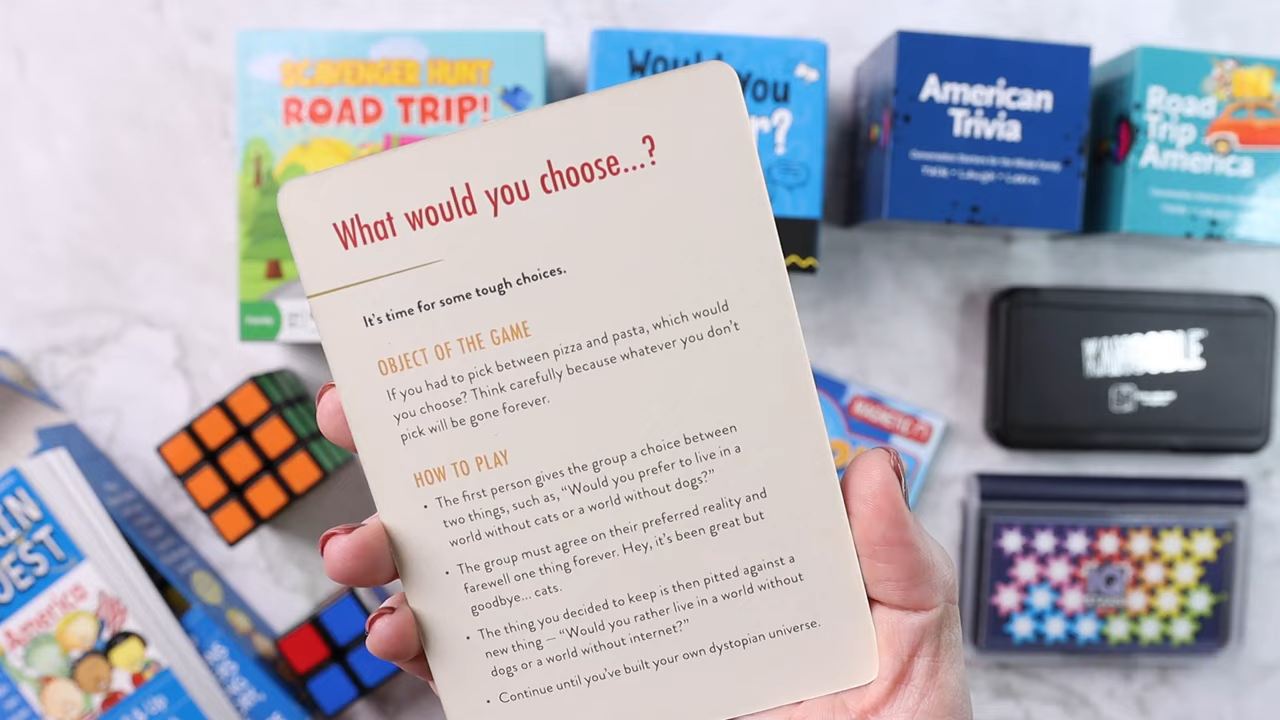 SCAVENGER HUNT
ROAD TRIP!
Would You
r?
American
Trivia
Road
Trip
America
What would you choose...?
It's time for some tough choices.
OBJECT OF THE GAME
If you had to pick between pizza and pasta, which would
you choose? Think carefully because whatever you don't
pick will be gone forever.
HOW TO PLAY
• The first person gives the group a choice between
two things, such as, “Would you prefer to live in a
world without cats or a world without dogs?”
• The group must agree on their preferred reality and
farewell one thing forever. Hey, it's been great but
goodbye... cats.
• The thing you decided to keep is then pitted against a
new thing — “Would you rather live in a world without
dogs or a world without internet?”
• Continue until you've built your own dystopian universe.
KANOODLE
MAGNETIC
IQ
America